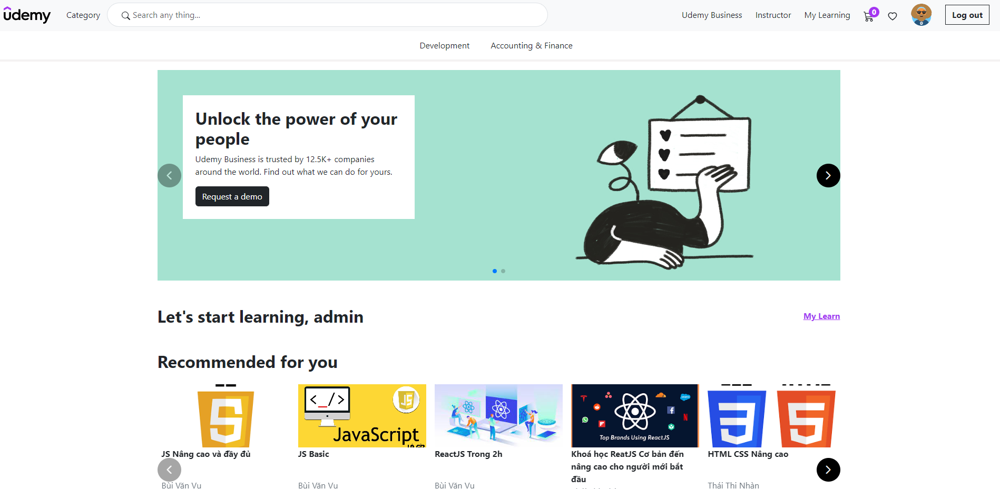 udemy
Category
Search any thing...
Udemy Business
Instructor
My Learning
0
Log out
Development
Accounting & Finance
Unlock the power of your
people
Udemy Business is trusted by 12.5K+ companies
around the world. Find out what we can do for yours.
Request a demo
Let's start learning, admin
My Learn
Recommended for you
JS
JavaScript
Top Brands Using ReactJS
JS Nâng cao và đầy đủ
JS Basic
ReactJS Trong 2h
Khoá học ReatJS Cơ bản đến
nâng cao cho người mới bắt
đầu
HTML CSS Nâng cao
Bùi Văn Vu
Bùi Văn Vu
Bùi Văn Vu
Thái Thị Nhàn